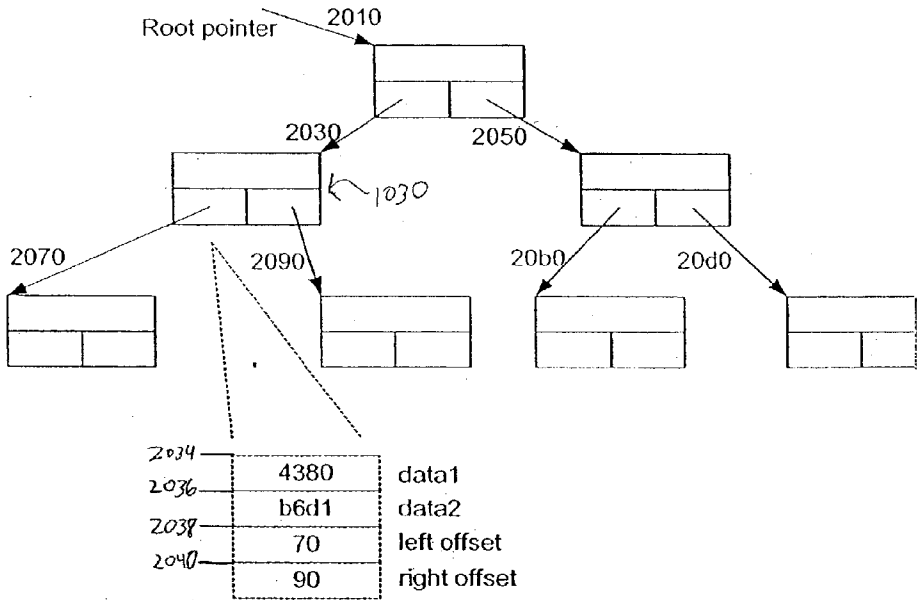 Root pointer
2010
2030
2050
1030
2070
2090
20b0
20d0
2034
4380 data1
2036
b6d1 data2
2038
70 left offset
2040
90 right offset